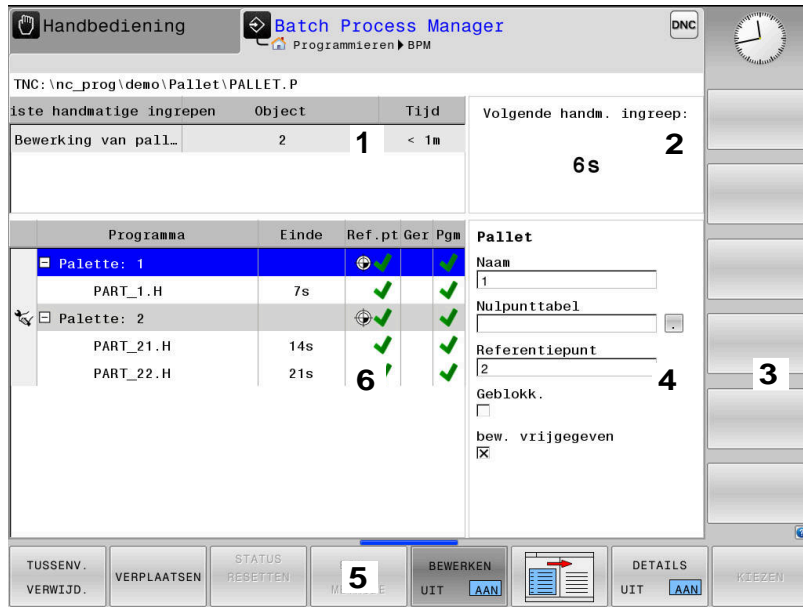 Handbediening
Batch Process Manager
DNC
Programmieren BPM
TNC:\nc_prog\demo\Pallet\PALLET.P
iste handmatige ingrepen Object Tijd
Bewerking van pall… 2 < 1m
1
Volgende handm. ingreep:
2
6s
Programma Einde Ref.pt Ger Pgm
Palette: 1
PART_1.H 7s
Palette: 2
PART_21.H 14s
PART_22.H 21s
6
Pallet
Naam
1
Nulpunttabel
.
Referentiepunt
2
4
Geblokk.
bew. vrijgegeven
3
TUSSENV.
VERWIJD.
VERPLAATSEN
STATUS
RESETTEN
5
BEWERKEN
UIT AAN
DETAILS
UIT AAN
KIEZEN